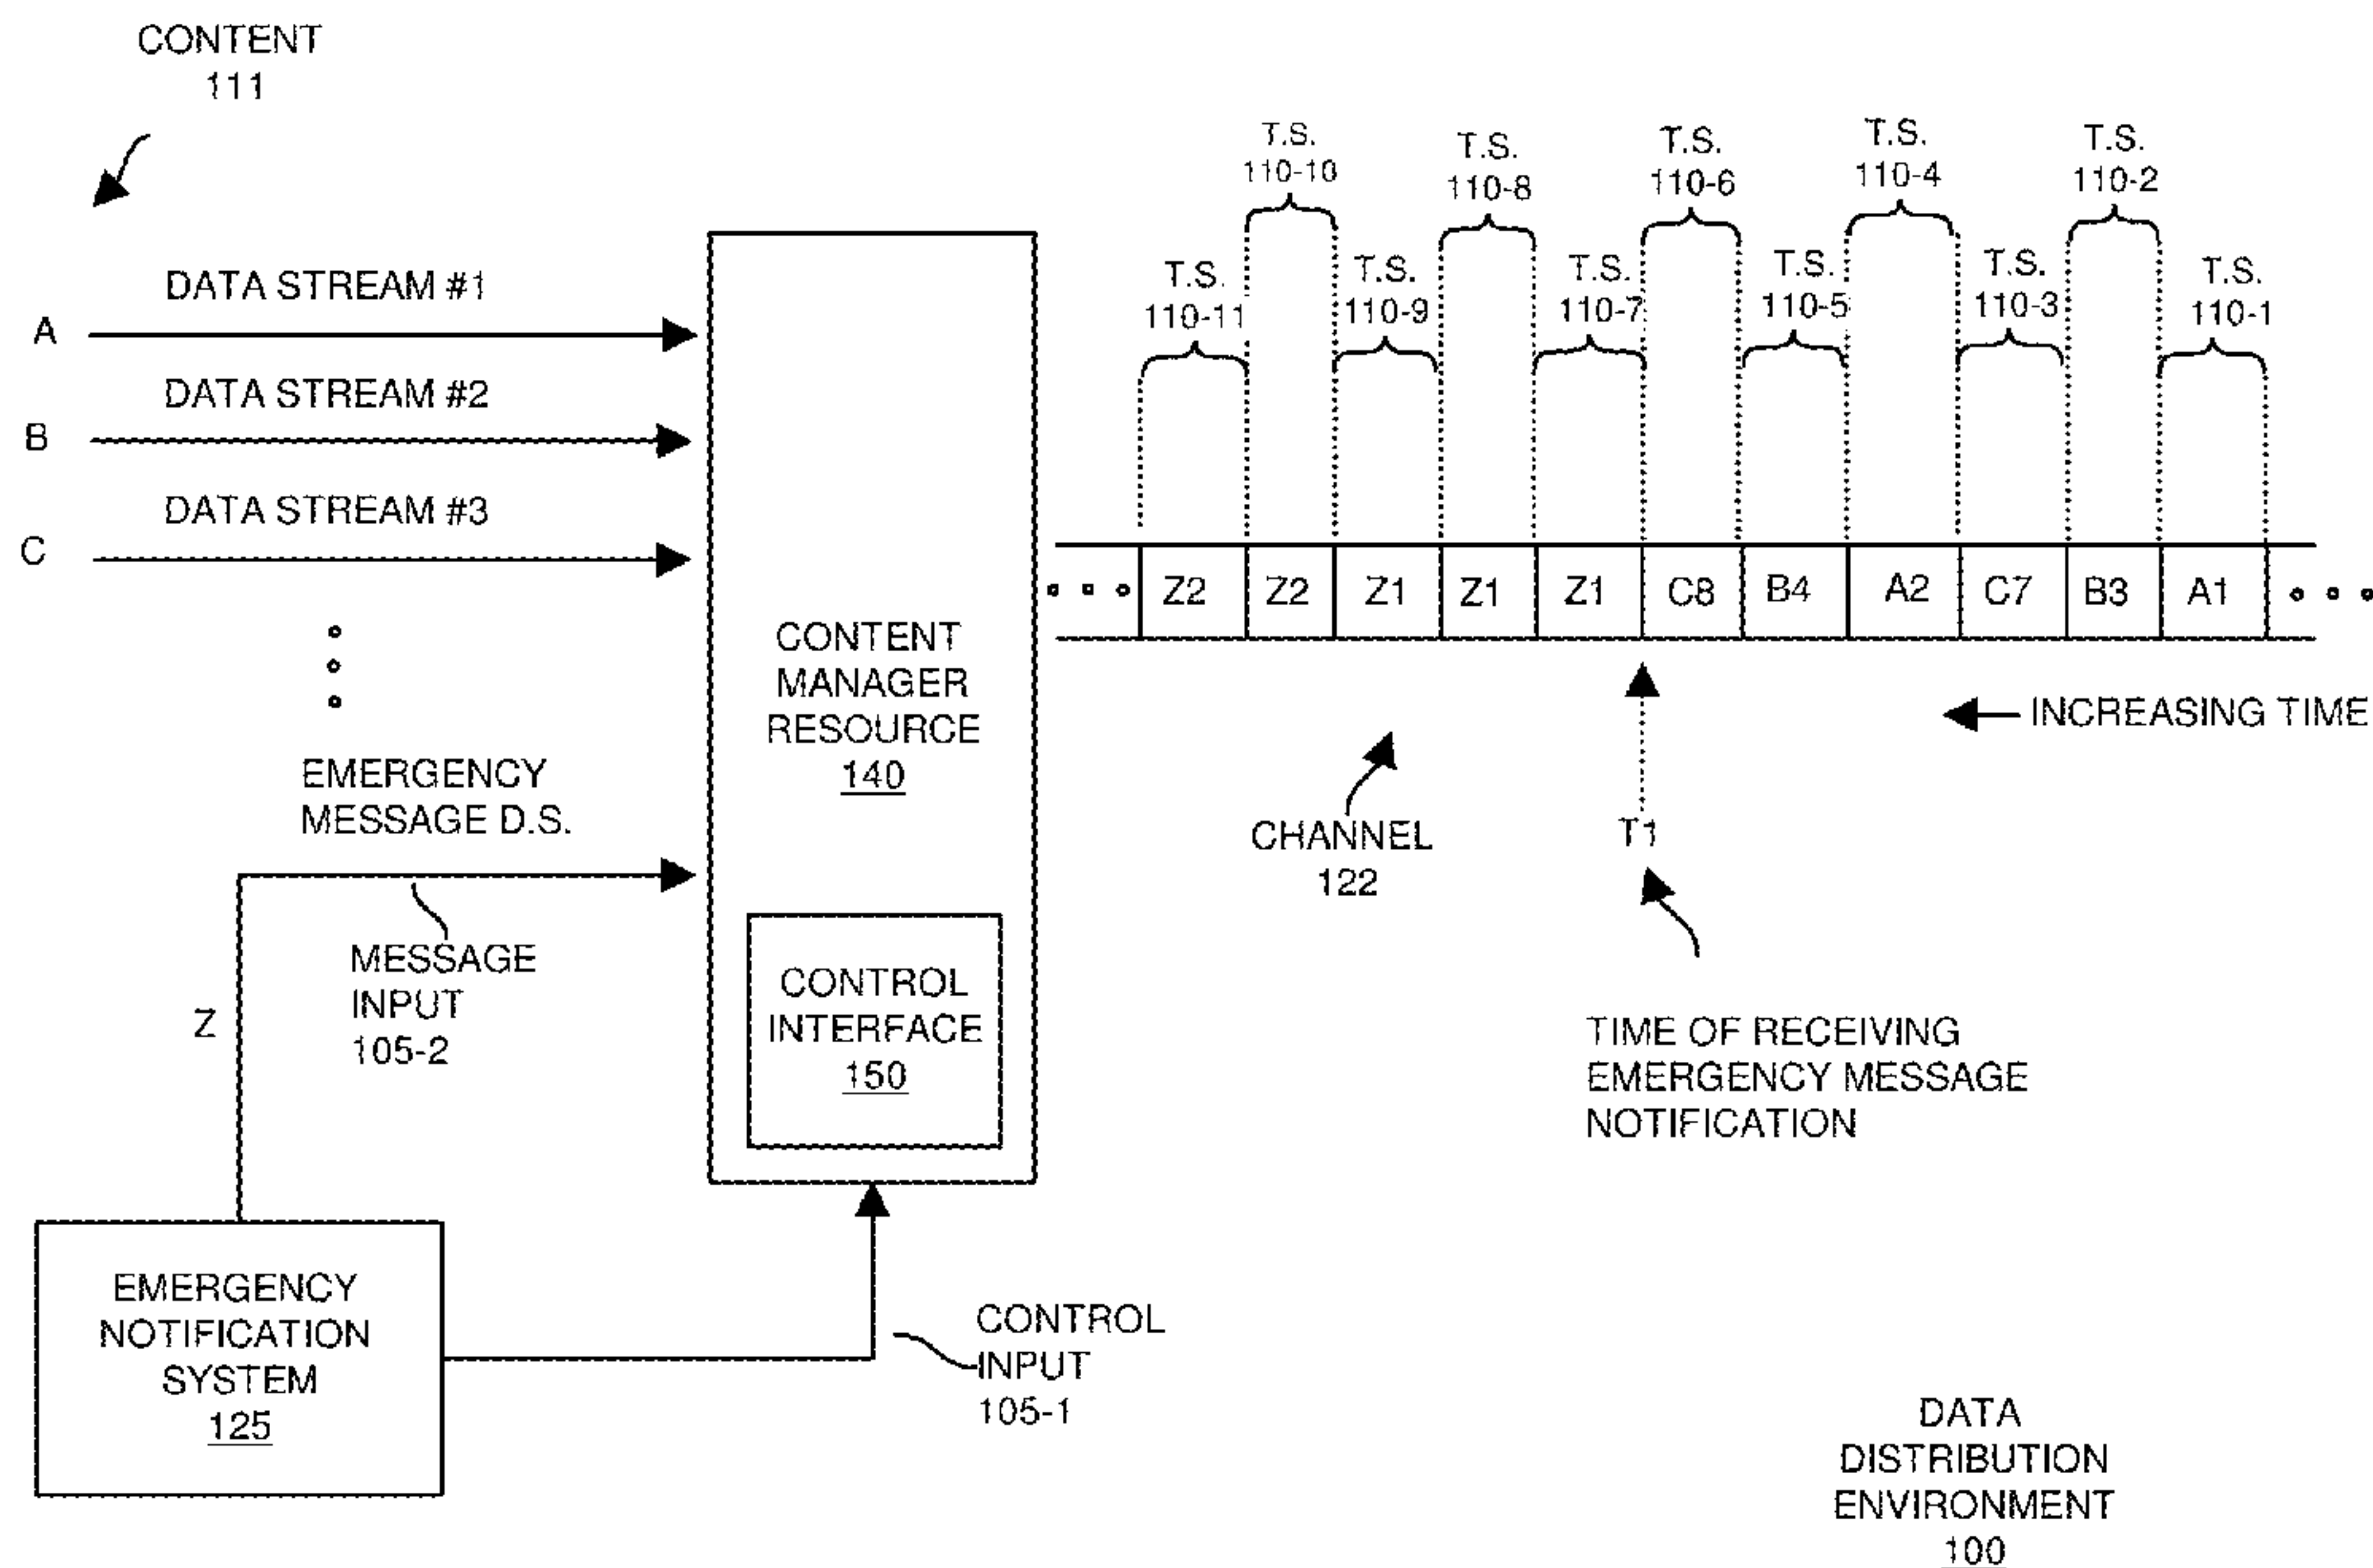 CONTENT
111
T.S.
110-10
T.S.
110-8
T.S.
110-6
T.S.
110-4
T.S.
110-2
T.S.
110-11
T.S.
110-9
T.S.
110-7
T.S.
110-5
T.S.
110-3
T.S.
110-1
A
DATA STREAM #1
B
DATA STREAM #2
C
DATA STREAM #3
Z2 Z2 Z1 Z1 Z1 C8 B4 A2 C7 B3 A1
CONTENT
MANAGER
RESOURCE
140
INCREASING TIME
EMERGENCY
MESSAGE D.S.
CHANNEL
122
T1
MESSAGE
INPUT
105-2
Z
CONTROL
INTERFACE
150
TIME OF RECEIVING
EMERGENCY MESSAGE
NOTIFICATION
EMERGENCY
NOTIFICATION
SYSTEM
125
CONTROL
INPUT
105-1
DATA
DISTRIBUTION
ENVIRONMENT
100